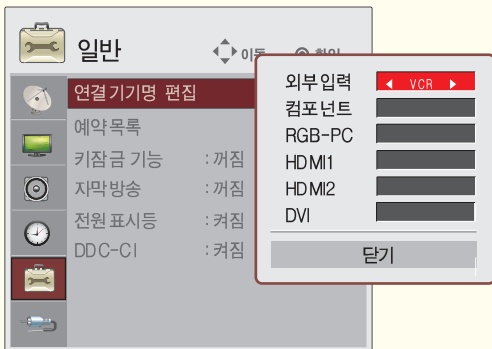 일반
이동
확인
연결기기명 편집
예약목록
키잠금 기능 : 꺼짐
자막방송 : 꺼짐
전원표시등 : 켜짐
DDC-CI : 켜짐
외부입력 ◀ VCR ▶
컴포넌트
RGB-PC
HDMI1
HDMI2
DVI
닫기